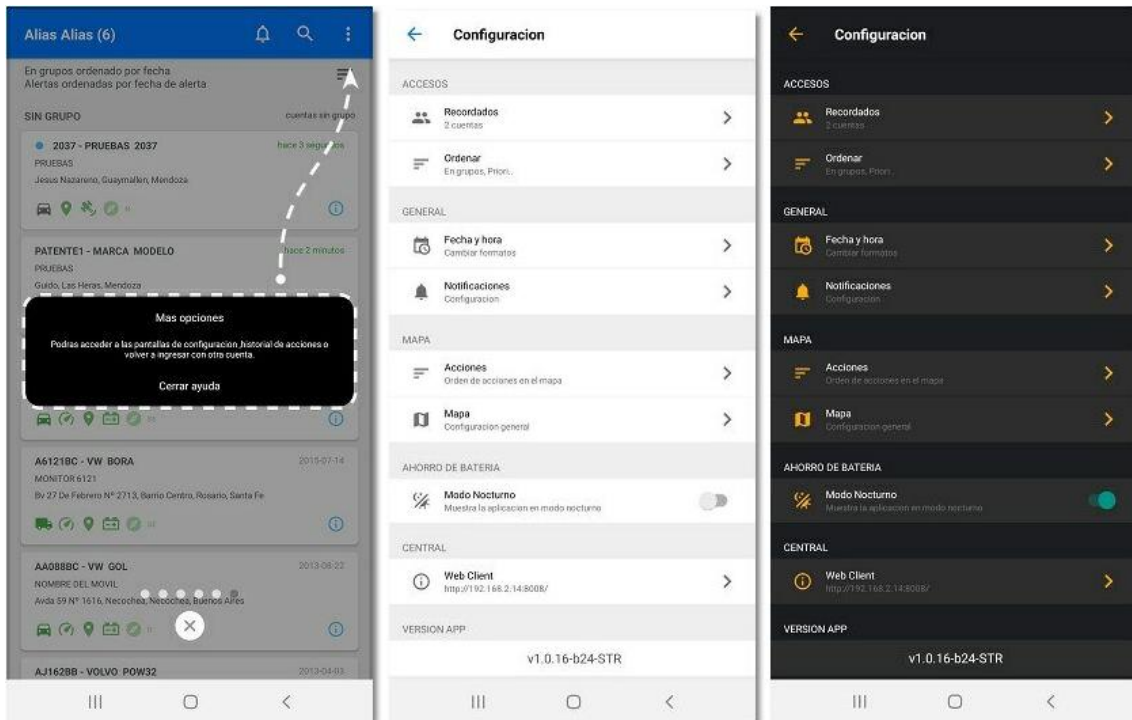 Alias Alias (6)
En grupos ordenado por fecha
Alertas ordenadas por fecha de alerta
SIN GRUPO
cuentas sin grupo
2037 - PRUEBAS 2037
hace 3 segundos
PRUEBAS
Jesus Nazareno, Guaymallen, Mendoza
PATENTE1 - MARCA MODELO
hace 2 minutos
PRUEBAS
Guido, Las Heras, Mendoza
Mas opciones
Podras acceder a las pantallas de configuracion ,historial de acciones o
volver a ingresar con otra cuenta.
Cerrar ayuda
A6121BC - VW BORA
2015-07-14
MONITOR 6121
Bv 27 De Febrero Nº 2713, Barrio Centro, Rosario, Santa Fe
AA088BC - VW GOL
2013-08-22
NOMBRE DEL MOVIL
Avda 59 Nº 1616, Necochea, Necochea, Buenos Aires
AJ162BB - VOLVO POW32
2013-04-03
Configuracion
ACCESOS
Recordados
2 cuentas
Ordenar
En grupos, Priori..
GENERAL
Fecha y hora
Cambiar formatos
Notificaciones
Configuracion
MAPA
Acciones
Orden de acciones en el mapa
Mapa
Configuracion general
AHORRO DE BATERIA
Modo Nocturno
Muestra la aplicacion en modo nocturno
CENTRAL
Web Client
http://192.168.2.14:8008/
VERSION APP
v1.0.16-b24-STR
Configuracion
ACCESOS
Recordados
2 cuentas
Ordenar
En grupos, Priori..
GENERAL
Fecha y hora
Cambiar formatos
Notificaciones
Configuracion
MAPA
Acciones
Orden de acciones en el mapa
Mapa
Configuracion general
AHORRO DE BATERIA
Modo Nocturno
Muestra la aplicacion en modo nocturno
CENTRAL
Web Client
http://192.168.2.14:8008/
VERSION APP
v1.0.16-b24-STR